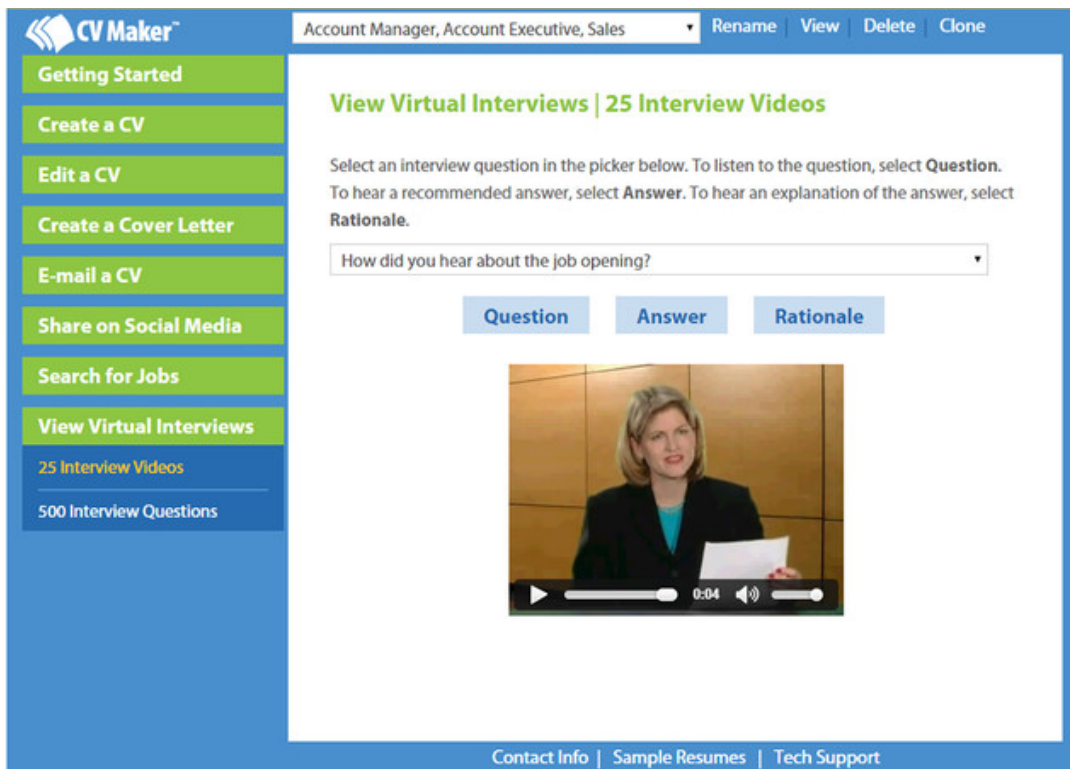 CV Maker™
Account Manager, Account Executive, Sales
Rename | View | Delete | Clone
Getting Started
Create a CV
Edit a CV
Create a Cover Letter
E-mail a CV
Share on Social Media
Search for Jobs
View Virtual Interviews
25 Interview Videos
500 Interview Questions
View Virtual Interviews | 25 Interview Videos
Select an interview question in the picker below. To listen to the question, select Question.
To hear a recommended answer, select Answer. To hear an explanation of the answer, select
Rationale.
How did you hear about the job opening?
Question Answer Rationale
0:04
Contact Info | Sample Resumes | Tech Support